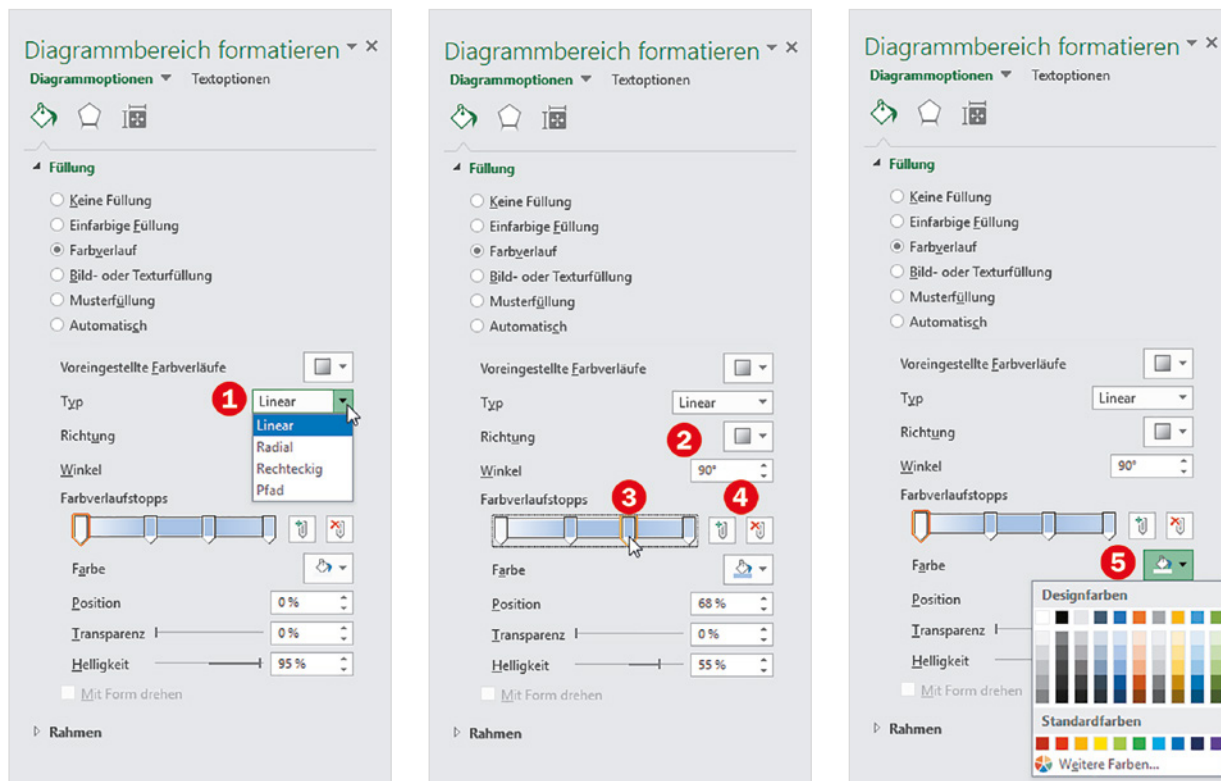 Diagrammbereich formatieren
Diagrammoptionen Textoptionen
Füllung
Keine Füllung
Einfarbige Füllung
Farbverlauf
Bild- oder Texturfüllung
Musterfüllung
Automatisch
Voreingestellte Farbverläufe
Typ 1 Linear
Linear
Radial
Rechteckig
Pfad
Richtung
Winkel
Farbverlaufstopps
Farbe
Position 0 %
Transparenz 0 %
Helligkeit 95 %
Mit Form drehen
Rahmen
Diagrammbereich formatieren
Diagrammoptionen Textoptionen
Füllung
Keine Füllung
Einfarbige Füllung
Farbverlauf
Bild- oder Texturfüllung
Musterfüllung
Automatisch
Voreingestellte Farbverläufe
Typ Linear
Richtung 2
Winkel 90°
Farbverlaufstopps 3 4
Farbe
Position 68 %
Transparenz 0 %
Helligkeit 55 %
Mit Form drehen
Rahmen
Diagrammbereich formatieren
Diagrammoptionen Textoptionen
Füllung
Keine Füllung
Einfarbige Füllung
Farbverlauf
Bild- oder Texturfüllung
Musterfüllung
Automatisch
Voreingestellte Farbverläufe
Typ Linear
Richtung
Winkel 90°
Farbverlaufstopps
Farbe 5
Position
Transparenz
Helligkeit
Mit Form drehen
Rahmen
Designfarben
Standardfarben
Weitere Farben...